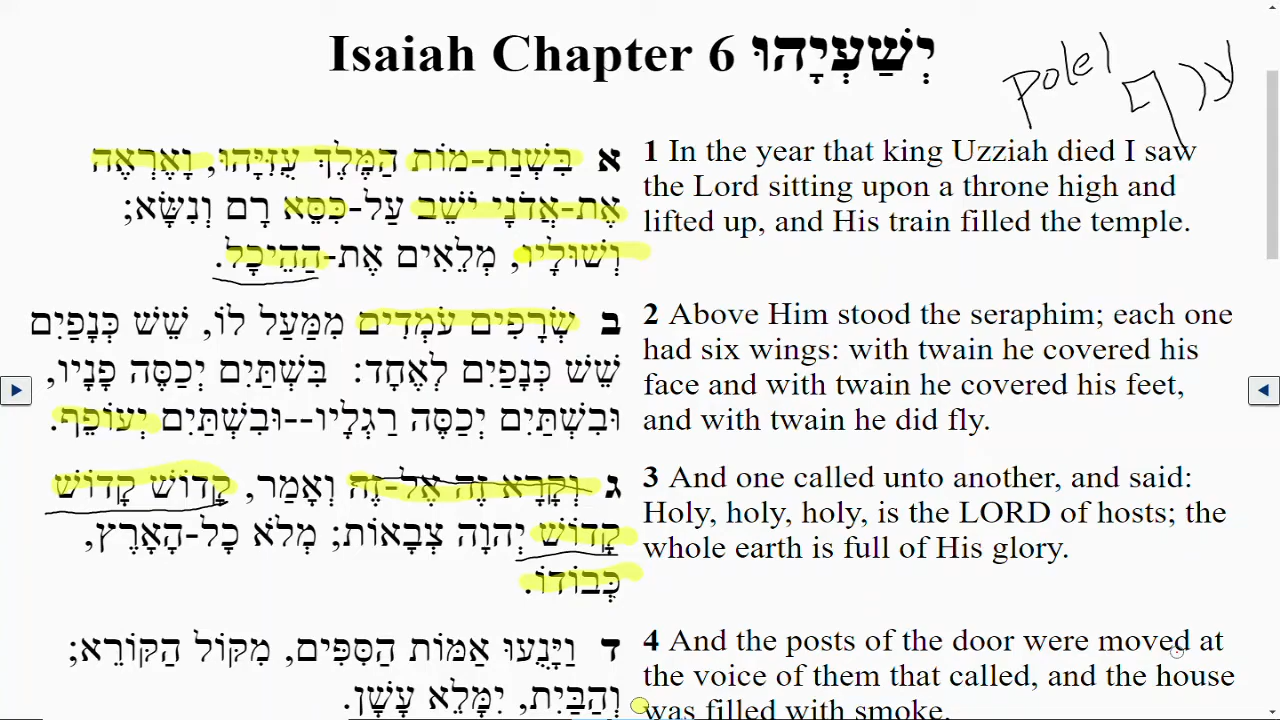 Isaiah Chapter 6 יְשַׁעְיָהוּ
polel
א בִּשְׁנַת-מוֹת הַמֶּלֶךְ עֻזִּיָּהוּ, וָאֶרְאֶה
אֶת-אֲדֹנָי יֹשֵׁב עַל-כִּסֵּא רָם וְנִשָּׂא;
וְשׁוּלָיו, מְלֵאִים אֶת-הַהֵיכָל.
1 In the year that king Uzziah died I saw
the Lord sitting upon a throne high and
lifted up, and His train filled the temple.
ב שְׂרָפִים עֹמְדִים מִמַּעַל לוֹ, שֵׁשׁ כְּנָפַיִם
שֵׁשׁ כְּנָפַיִם לְאֶחָד: בִּשְׁתַּיִם יְכַסֶּה פָנָיו,
וּבִשְׁתַּיִם יְכַסֶּה רַגְלָיו--וּבִשְׁתַּיִם יְעוֹפֵף.
2 Above Him stood the seraphim; each one
had six wings: with twain he covered his
face and with twain he covered his feet,
and with twain he did fly.
ג וְקָרָא זֶה אֶל-זֶה וְאָמַר, קָדוֹשׁ קָדוֹשׁ
קָדוֹשׁ יְהוָה צְבָאוֹת; מְלֹא כָל-הָאָרֶץ,
כְּבוֹדוֹ.
3 And one called unto another, and said:
Holy, holy, holy, is the LORD of hosts; the
whole earth is full of His glory.
ד וַיָּנֻעוּ אַמּוֹת הַסִּפִּים, מִקּוֹל הַקּוֹרֵא;
וְהַבַּיִת, יִמָּלֵא עָשָׁן.
4 And the posts of the door were moved at
the voice of them that called, and the house
was filled with smoke.